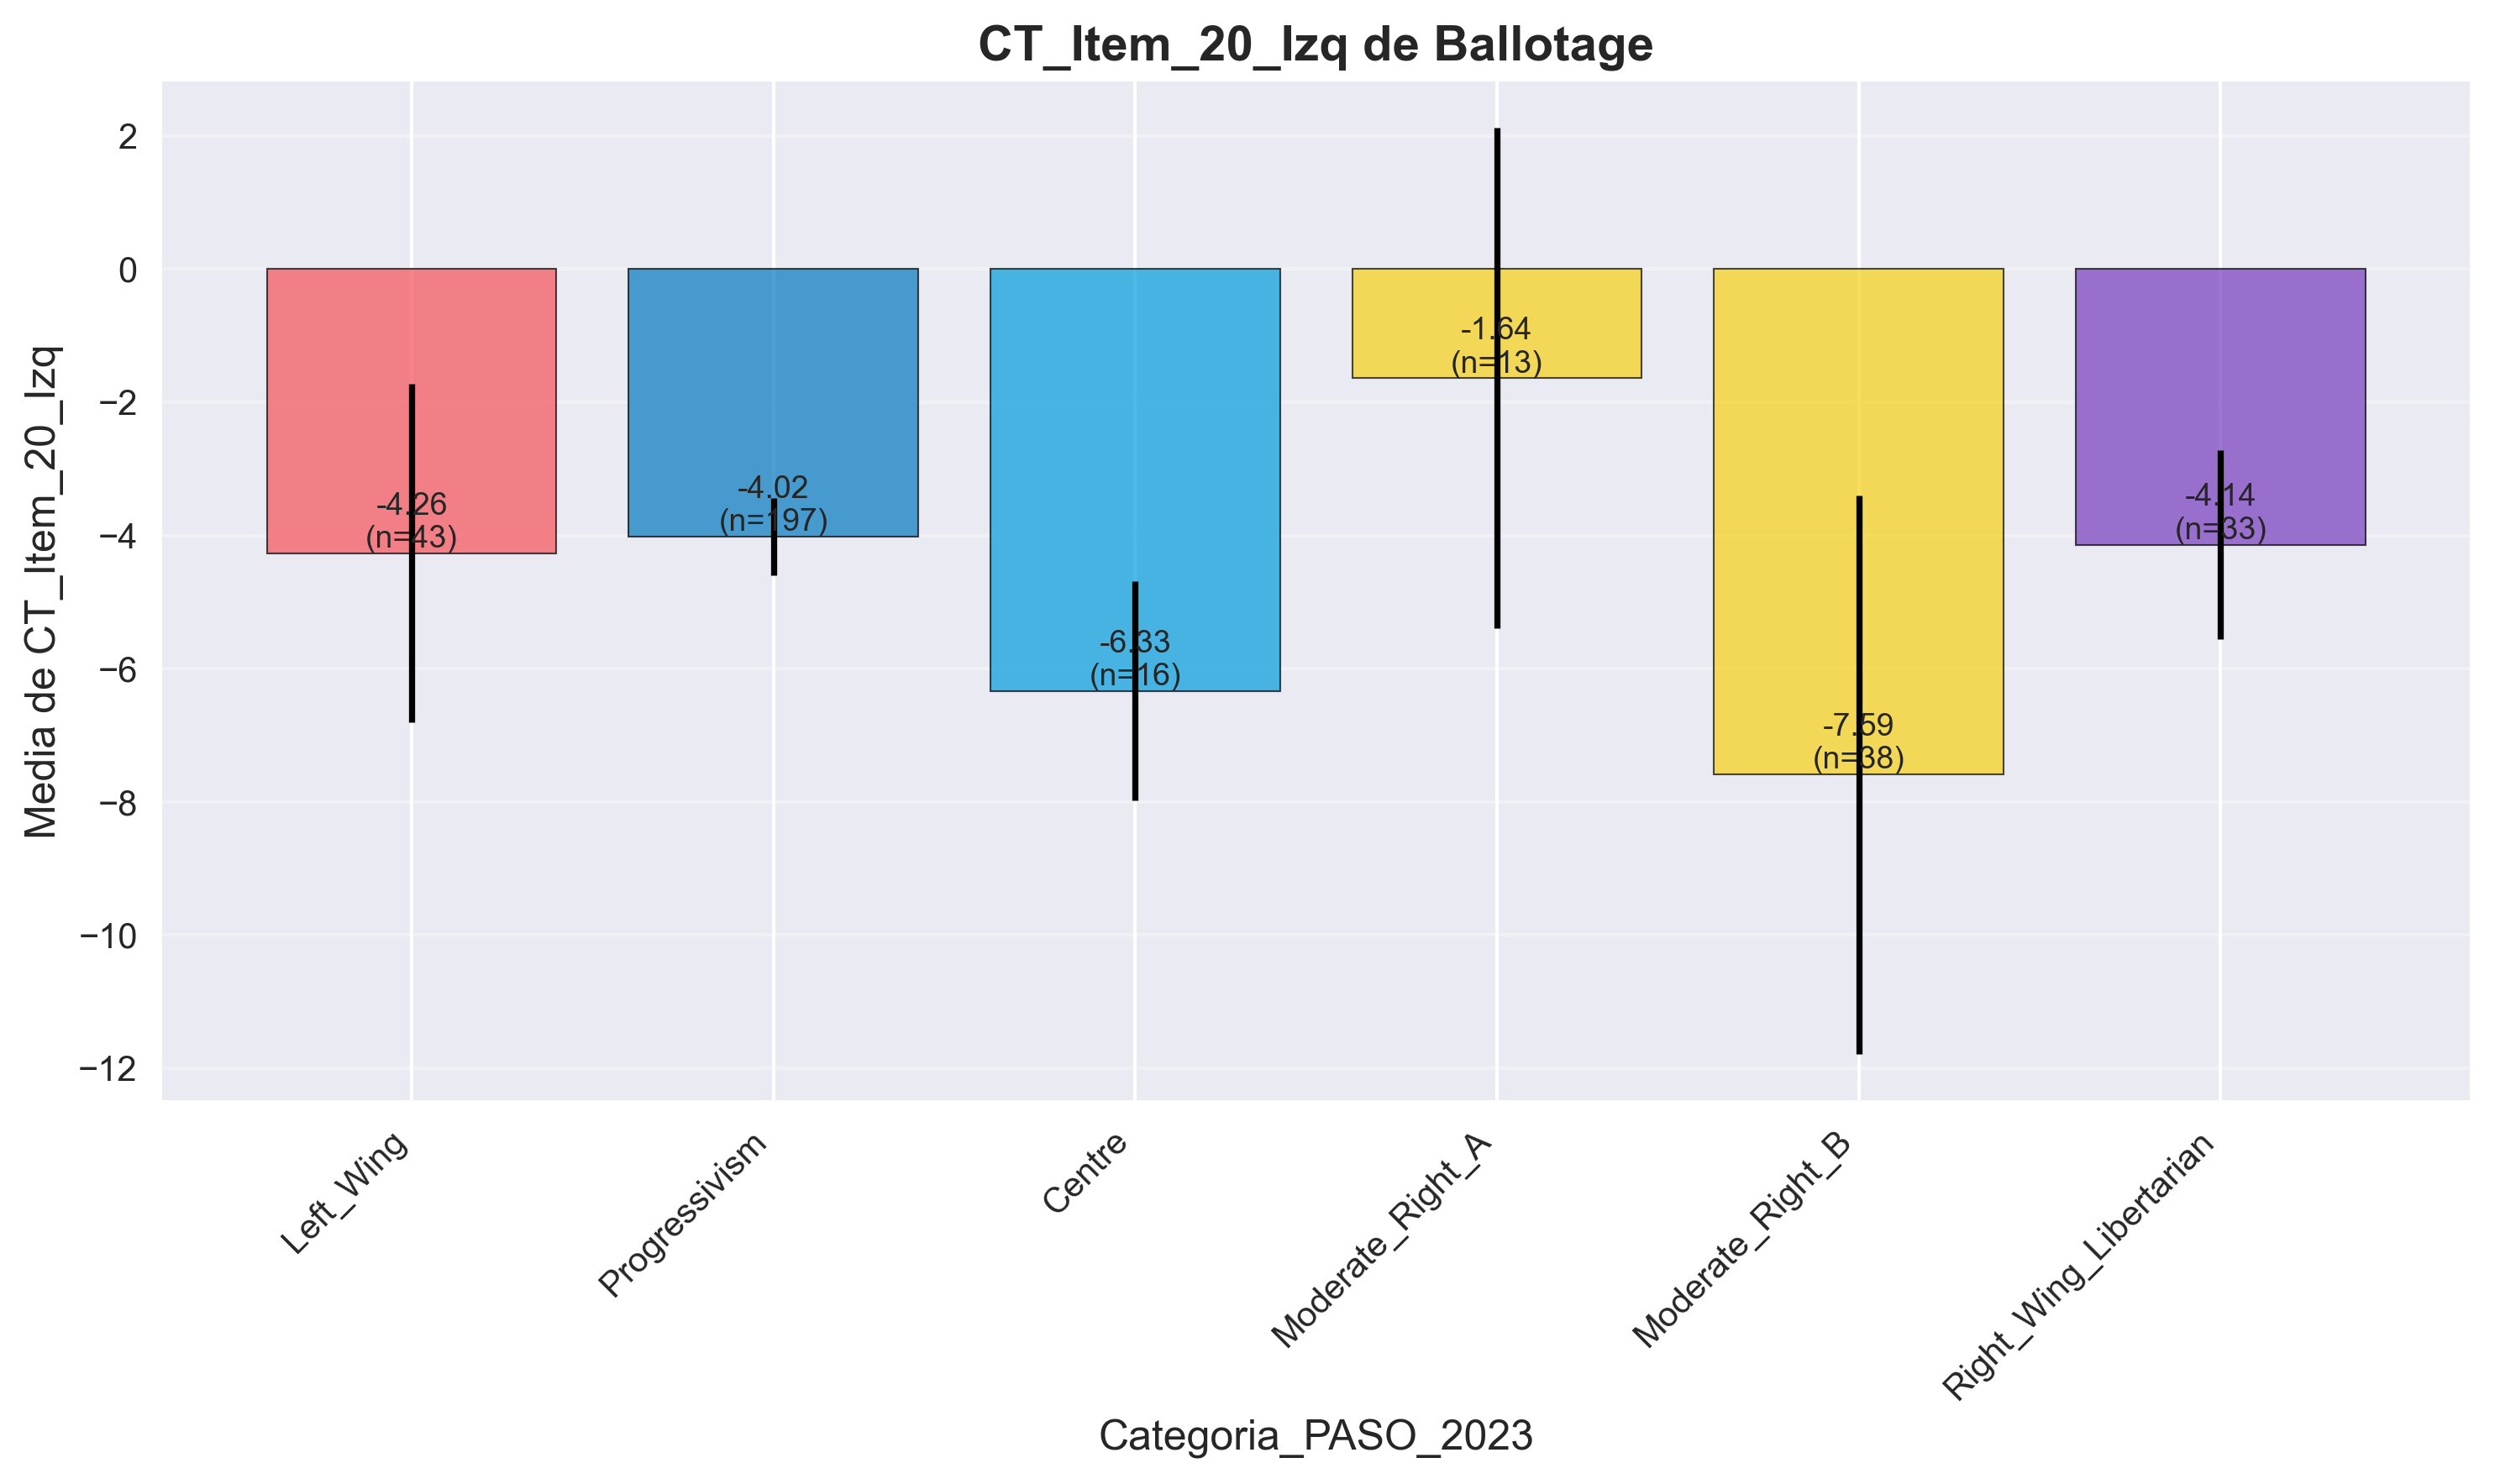 CT_Item_20_Izq de Ballotage
Media de CT_Item_20_Izq
2
0
−2
−4
−6
−8
−10
−12
-4.26
(n=43)
-4.02
(n=197)
-6.33
(n=16)
-1.64
(n=13)
-7.59
(n=38)
-4.14
(n=33)
Left_Wing
Progressivism
Centre
Moderate_Right_A
Moderate_Right_B
Right_Wing_Libertarian
Categoria_PASO_2023